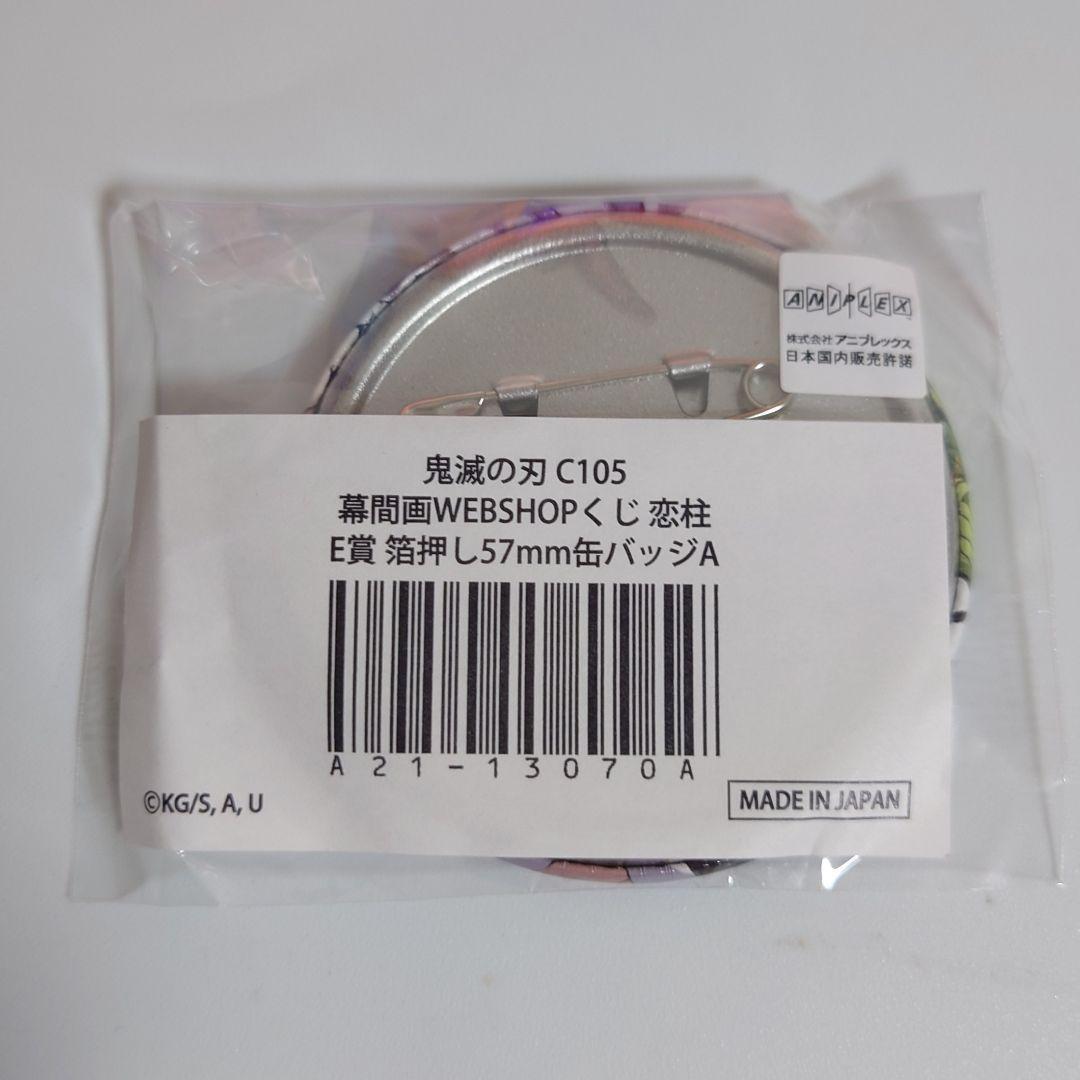 ANIPLEX
株式会社 アニプレックス
日本国内販売許諾
鬼滅の刃 C105
幕間画WEBSHOPくじ 恋柱
E賞 箔押し57mm缶バッジA
A21-13070A
©KG/S, A, U
MADE IN JAPAN